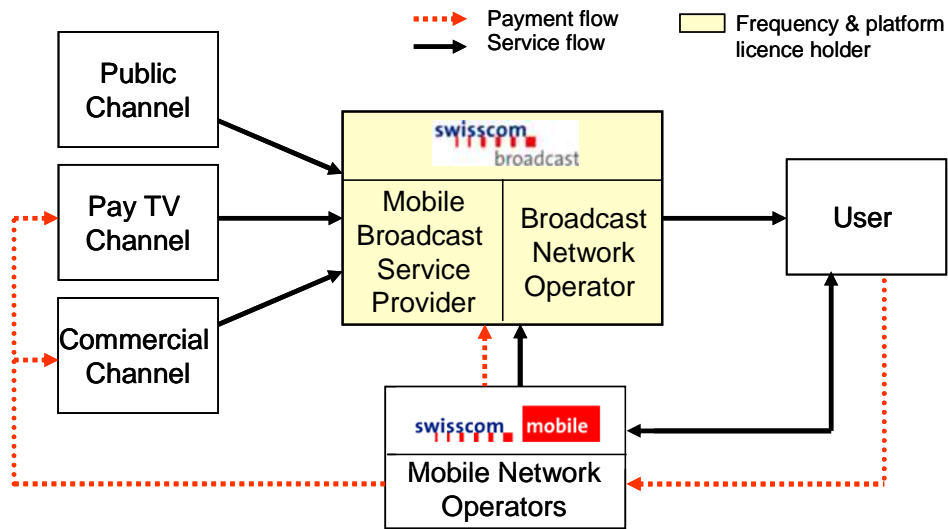 Payment flow
Service flow
Frequency & platform
licence holder
Public
Channel
Pay TV
Channel
Commercial
Channel
swisscom
broadcast
Mobile
Broadcast
Service
Provider
Broadcast
Network
Operator
User
swisscom mobile
Mobile Network
Operators